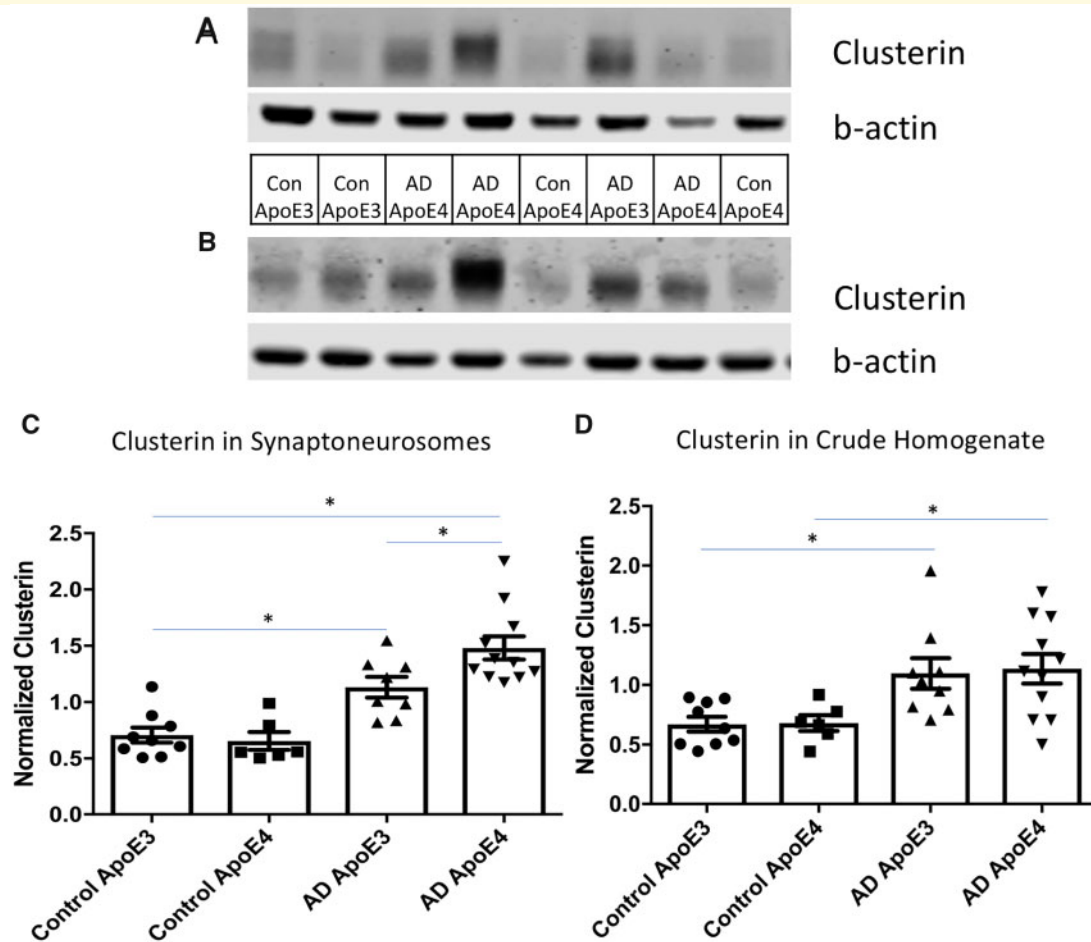 A
Clusterin
b-actin
Con ApoE3
Con ApoE3
AD ApoE4
AD ApoE4
Con ApoE4
AD ApoE3
AD ApoE4
Con ApoE4
B
Clusterin
b-actin
C
Clusterin in Synaptoneurosomes
*
*
*
Normalized Clusterin
2.5
2.0
1.5
1.0
0.5
0.0
Control ApoE3
Control ApoE4
AD ApoE3
AD ApoE4
D
Clusterin in Crude Homogenate
*
*
Normalized Clusterin
2.5
2.0
1.5
1.0
0.5
0.0
Control ApoE3
Control ApoE4
AD ApoE3
AD ApoE4